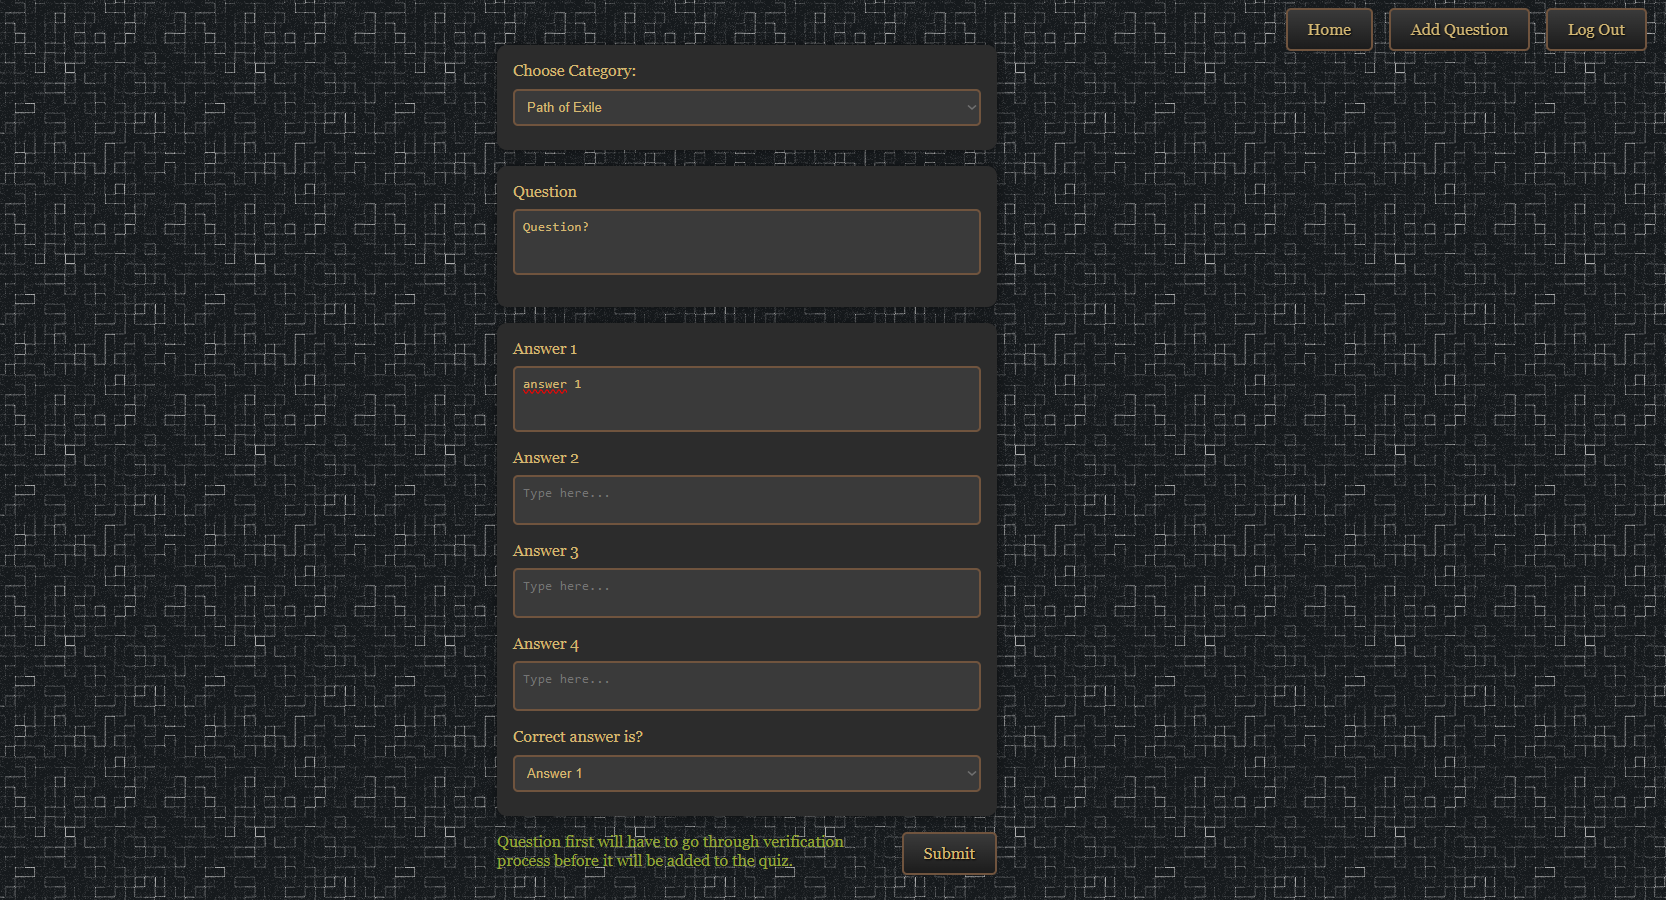 Home
Add Question
Log Out
Choose Category:
Path of Exile
Question
Question?
Answer 1
answer 1
Answer 2
Type here...
Answer 3
Type here...
Answer 4
Type here...
Correct answer is?
Answer 1
Question first will have to go through verification
process before it will be added to the quiz.
Submit